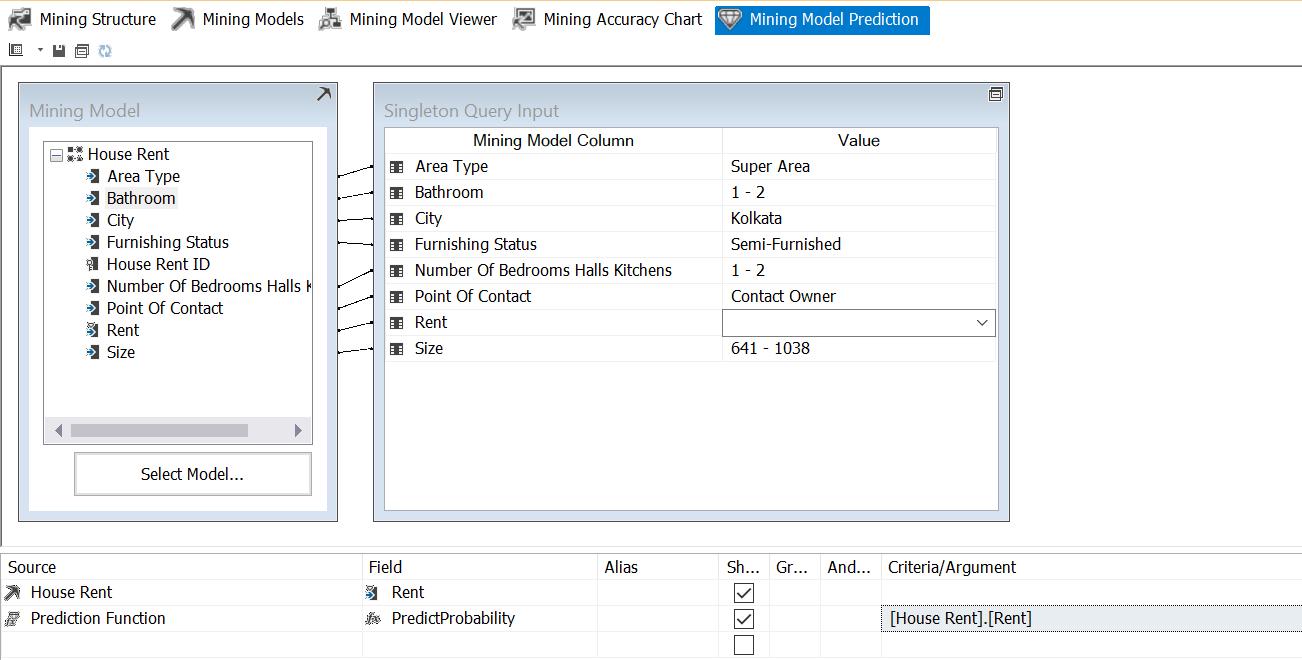 Mining Structure Mining Models Mining Model Viewer Mining Accuracy Chart Mining Model Prediction
Mining Model
House Rent
Area Type
Bathroom
City
Furnishing Status
House Rent ID
Number Of Bedrooms Halls K
Point Of Contact
Rent
Size
Select Model...
Singleton Query Input
Mining Model Column Value
Area Type Super Area
Bathroom 1 - 2
City Kolkata
Furnishing Status Semi-Furnished
Number Of Bedrooms Halls Kitchens 1 - 2
Point Of Contact Contact Owner
Rent
Size 641 - 1038
Source Field Alias Sh... Gr... And... Criteria/Argument
House Rent Rent
Prediction Function PredictProbability [House Rent].[Rent]